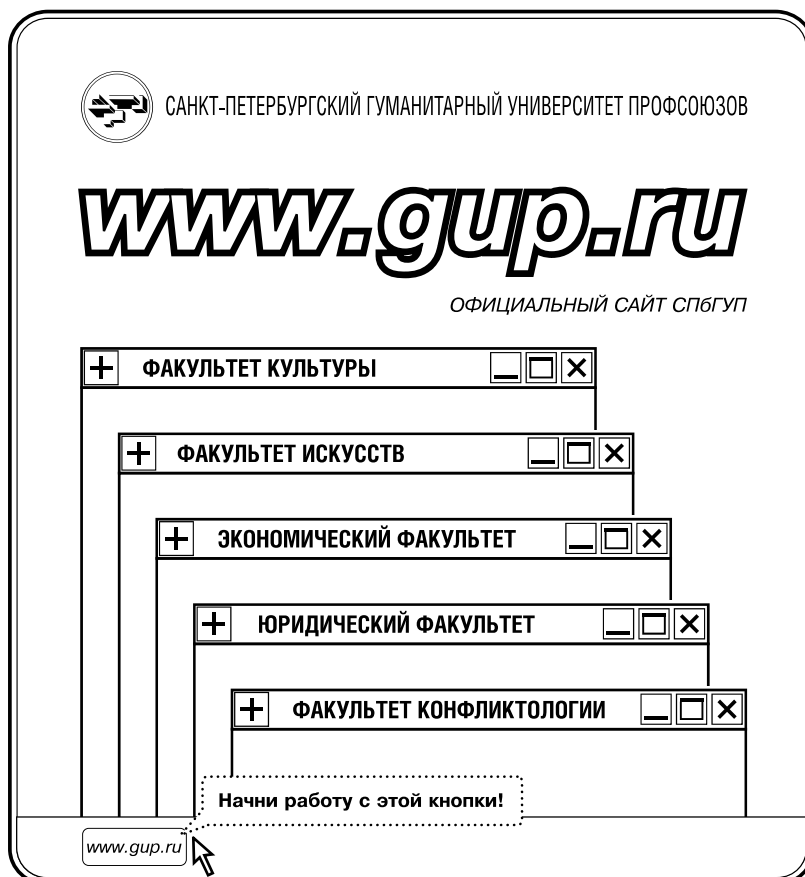 САНКТ-ПЕТЕРБУРГСКИЙ ГУМАНИТАРНЫЙ УНИВЕРСИТЕТ ПРОФСОЮЗОВ
www.gup.ru
ОФИЦИАЛЬНЫЙ САЙТ СПбГУП
ФАКУЛЬТЕТ КУЛЬТУРЫ
ФАКУЛЬТЕТ ИСКУССТВ
ЭКОНОМИЧЕСКИЙ ФАКУЛЬТЕТ
ЮРИДИЧЕСКИЙ ФАКУЛЬТЕТ
ФАКУЛЬТЕТ КОНФЛИКТОЛОГИИ
Начни работу с этой кнопки!
www.gup.ru